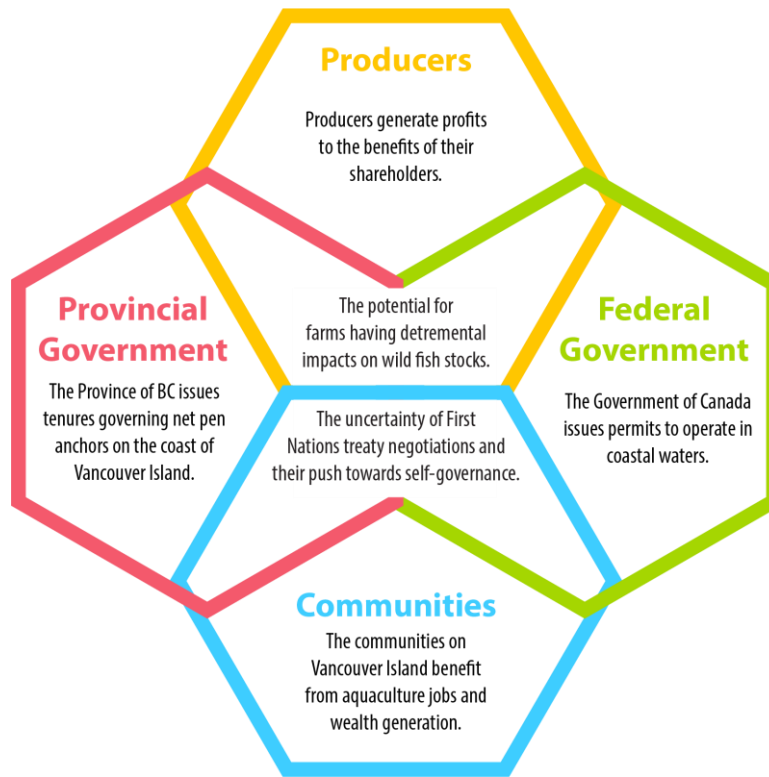 Producers
Producers generate profits
to the benefits of their
shareholders.
The potential for
farms having detremental
impacts on wild fish stocks.
Provincial
Government
The Province of BC issues
tenures governing net pen
anchors on the coast of
Vancouver Island.
Federal
Government
The Government of Canada
issues permits to operate in
coastal waters.
The uncertainty of First
Nations treaty negotiations and
their push towards self-governance.
Communities
The communities on
Vancouver Island benefit
from aquaculture jobs and
wealth generation.